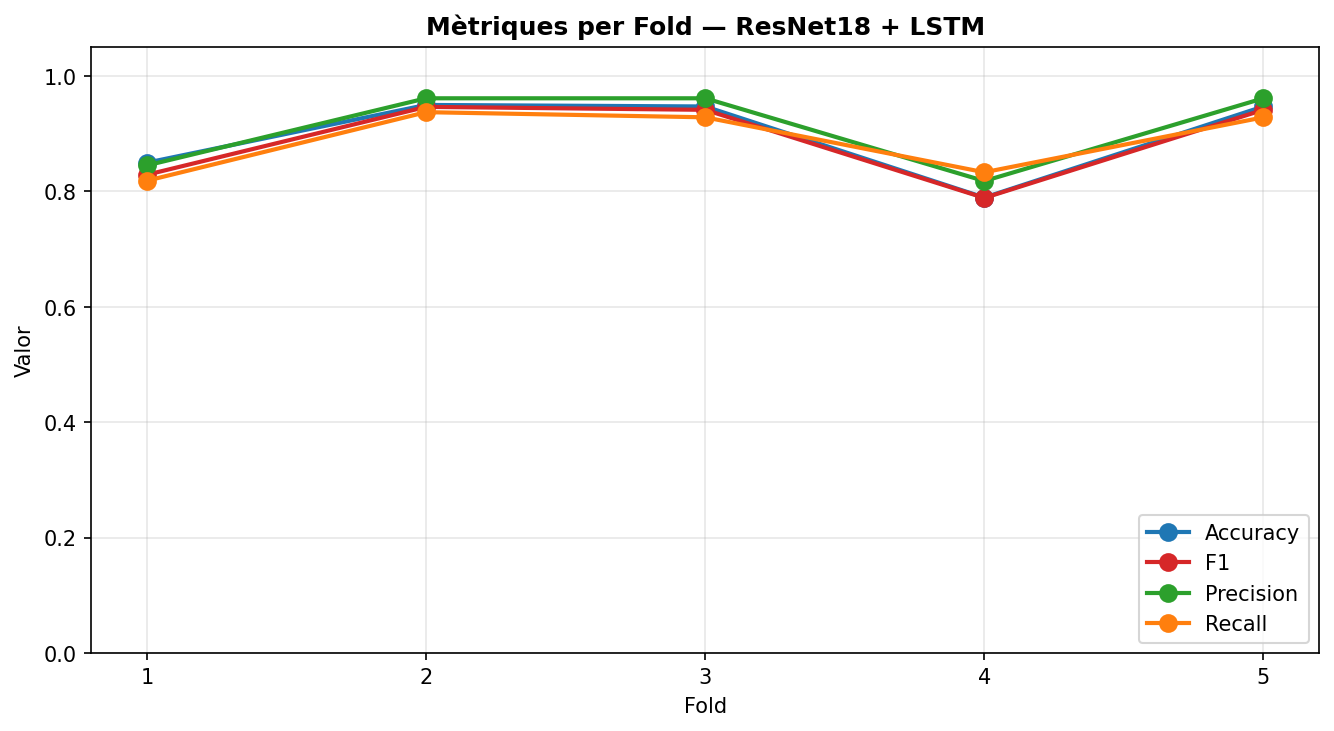 Mètriques per Fold — ResNet18 + LSTM
1.0
0.8
0.6
0.4
0.2
0.0
Valor
1 2 3 4 5
Fold
Accuracy
F1
Precision
Recall